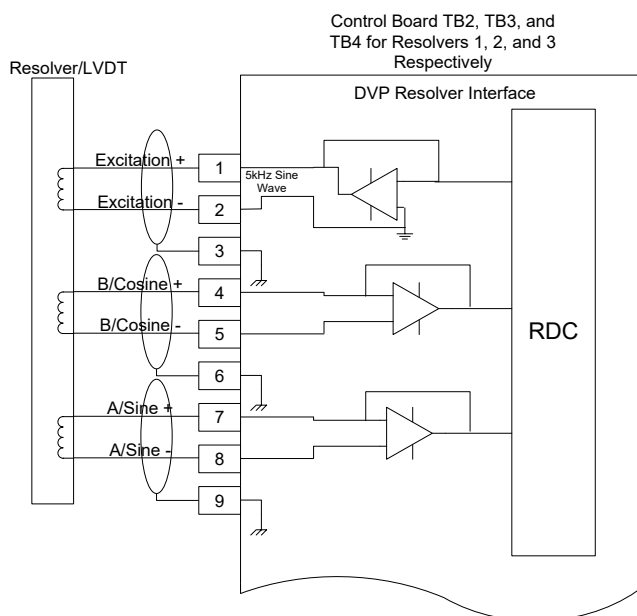 Control Board TB2, TB3, and
TB4 for Resolvers 1, 2, and 3
Respectively
Resolver/LVDT
DVP Resolver Interface
Excitation +
1
5kHz Sine
Wave
Excitation -
2
3
B/Cosine +
4
B/Cosine -
5
RDC
6
A/Sine +
7
A/Sine -
8
9